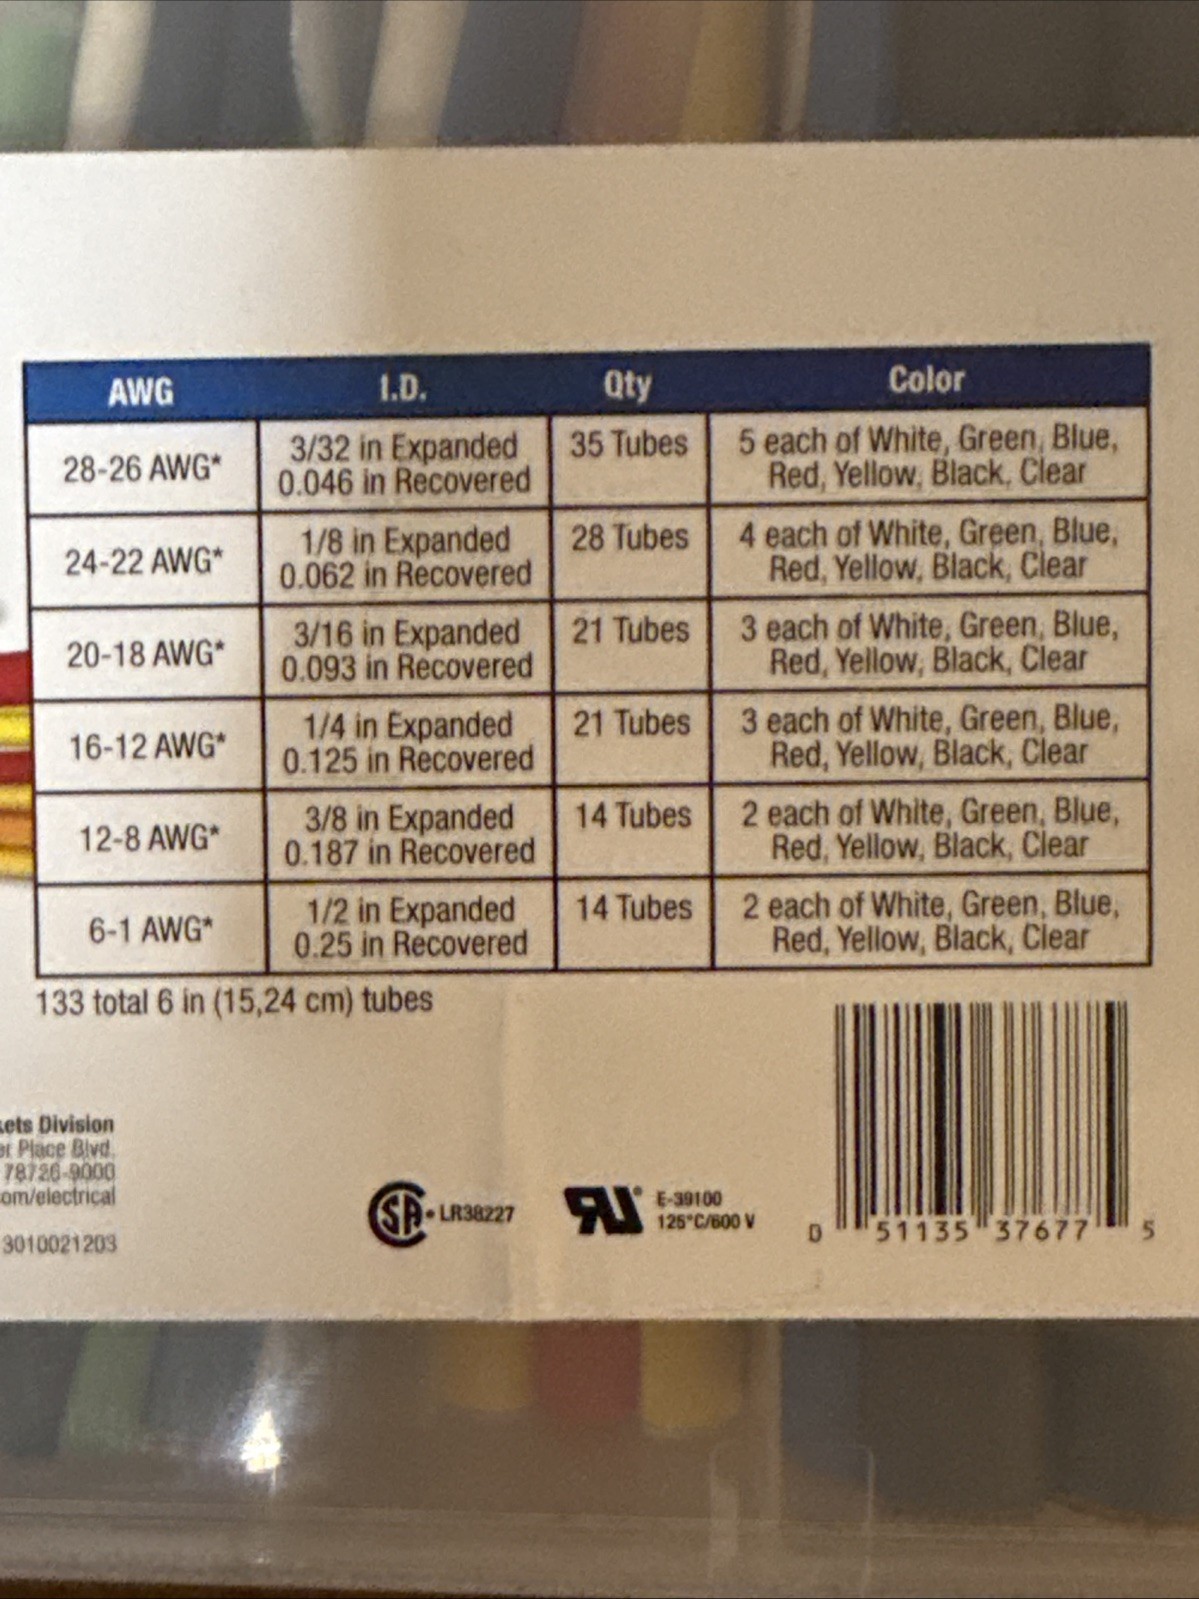 AWG I.D. Qty Color
28-26 AWG* 3/32 in Expanded 35 Tubes 5 each of White, Green, Blue,
0.046 in Recovered Red, Yellow, Black, Clear
24-22 AWG* 1/8 in Expanded 28 Tubes 4 each of White, Green, Blue,
0.062 in Recovered Red, Yellow, Black, Clear
20-18 AWG* 3/16 in Expanded 21 Tubes 3 each of White, Green, Blue,
0.093 in Recovered Red, Yellow, Black, Clear
16-12 AWG* 1/4 in Expanded 21 Tubes 3 each of White, Green, Blue,
0.125 in Recovered Red, Yellow, Black, Clear
12-8 AWG* 3/8 in Expanded 14 Tubes 2 each of White, Green, Blue,
0.187 in Recovered Red, Yellow, Black, Clear
6-1 AWG* 1/2 in Expanded 14 Tubes 2 each of White, Green, Blue,
0.25 in Recovered Red, Yellow, Black, Clear
133 total 6 in (15,24 cm) tubes
kets Division
er Place Blvd.
78726-9000
om/electrical
3010021203
SA LR38227
RU® E-39100
125°C/600 V
0 51135 37677 5